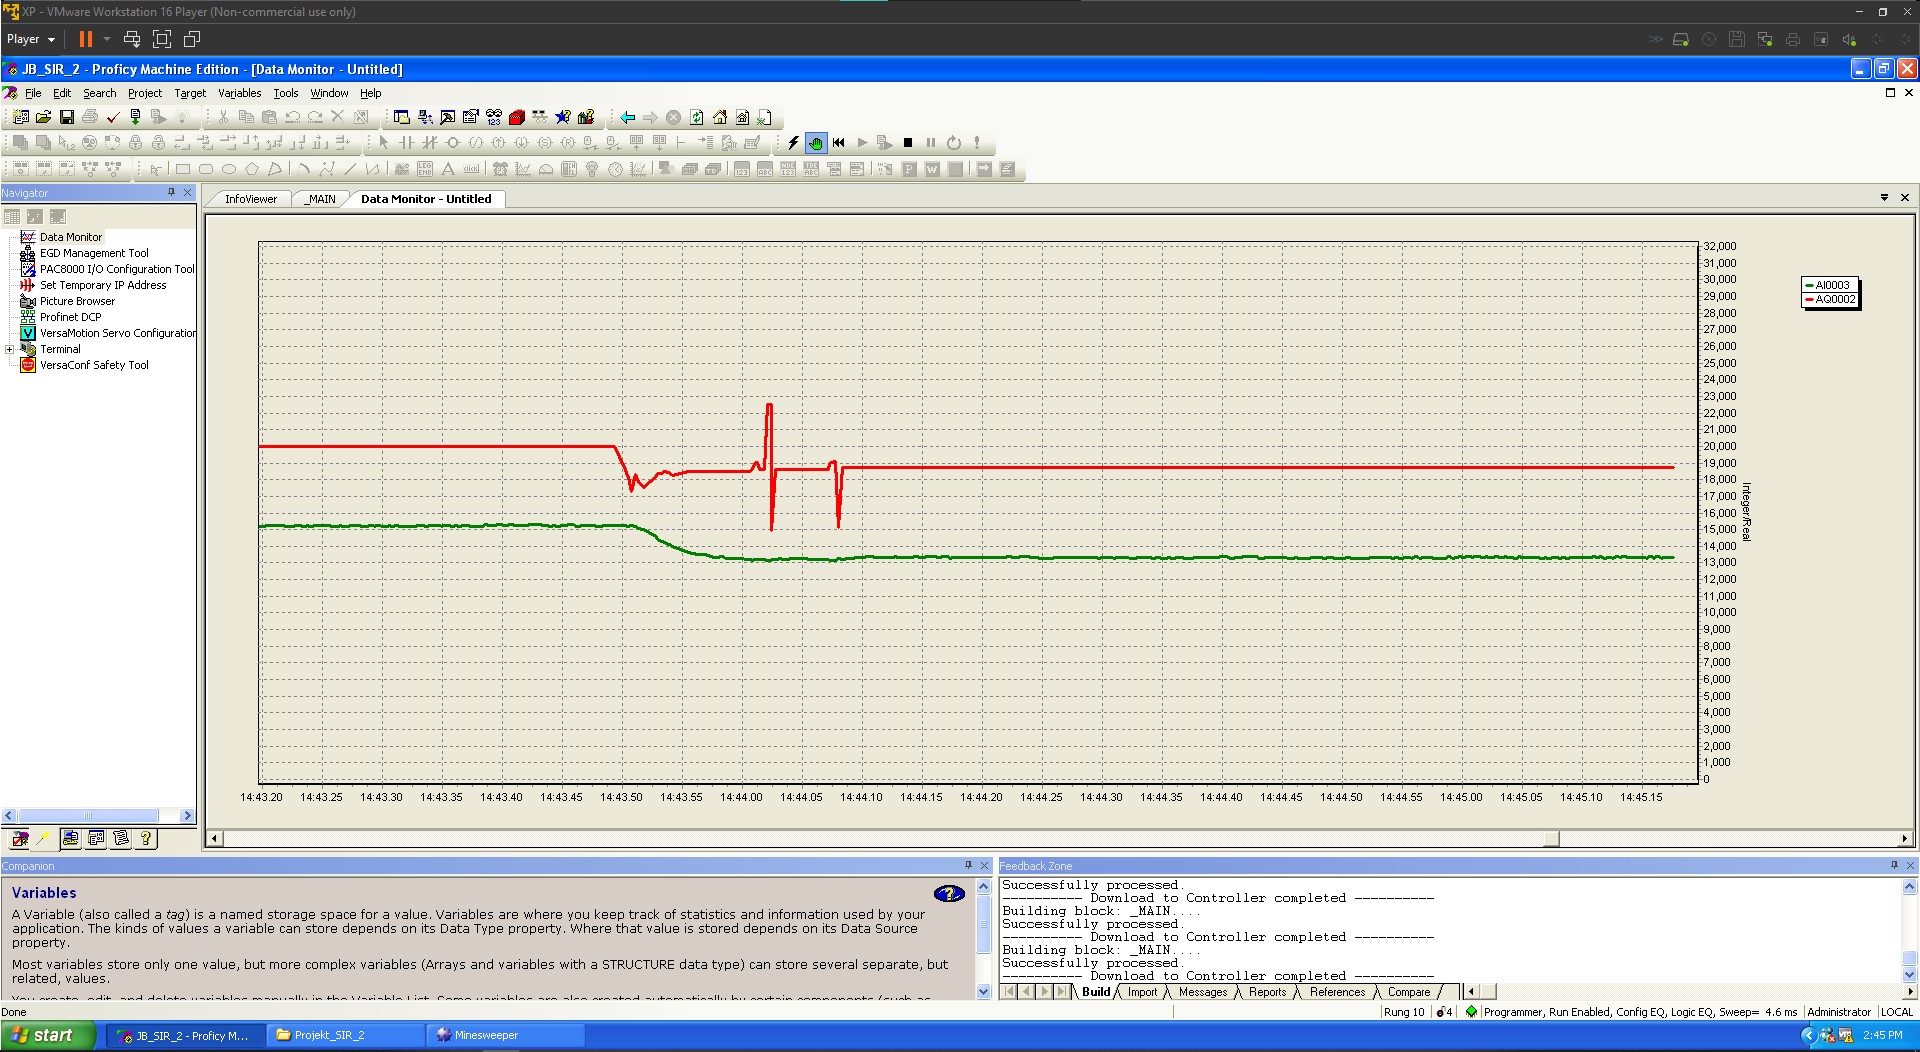 XP - VMware Workstation 16 Player (Non-commercial use only)
Player
JB_SIR_2 - Proficy Machine Edition - [Data Monitor - Untitled]
File Edit Search Project Target Variables Tools Window Help
Navigator
InfoViewer _MAIN Data Monitor - Untitled
Data Monitor
EGD Management Tool
PAC8000 I/O Configuration Tool
Set Temporary IP Address
Picture Browser
Profinet DCP
VersaMotion Servo Configuration
Terminal
VersaConf Safety Tool
32,000
31,000
30,000
29,000
28,000
27,000
26,000
25,000
24,000
23,000
22,000
21,000
20,000
19,000
18,000
17,000
16,000
15,000
14,000
13,000
12,000
11,000
10,000
9,000
8,000
7,000
6,000
5,000
4,000
3,000
2,000
1,000
0
Integer/Real
AI0003
AQ0002
14:43.20 14:43.25 14:43.30 14:43.35 14:43.40 14:43.45 14:43.50 14:43.55 14:44.00 14:44.05 14:44.10 14:44.15 14:44.20 14:44.25 14:44.30 14:44.35 14:44.40 14:44.45 14:44.50 14:44.55 14:45.00 14:45.05 14:45.10 14:45.15
Companion
Variables
A Variable (also called a tag) is a named storage space for a value. Variables are where you keep track of statistics and information used by your
application. The kinds of values a variable can store depends on its Data Type property. Where that value is stored depends on its Data Source
property.
Most variables store only one value, but more complex variables (Arrays and variables with a STRUCTURE data type) can store several separate, but
related, values.
Feedback Zone
Successfully processed.
---------- Download to Controller completed ----------
Building block: _MAIN....
Successfully processed.
---------- Download to Controller completed ----------
Building block: _MAIN....
Successfully processed.
---------- Download to Controller completed ----------
Build Import Messages Reports References Compare
Done
Rung 10 4 Programmer, Run Enabled, Config EQ, Logic EQ, Sweep= 4.6 ms Administrator LOCAL
start JB_SIR_2 - Proficy M... Projekt_SIR_2 Minesweeper 2:45 PM